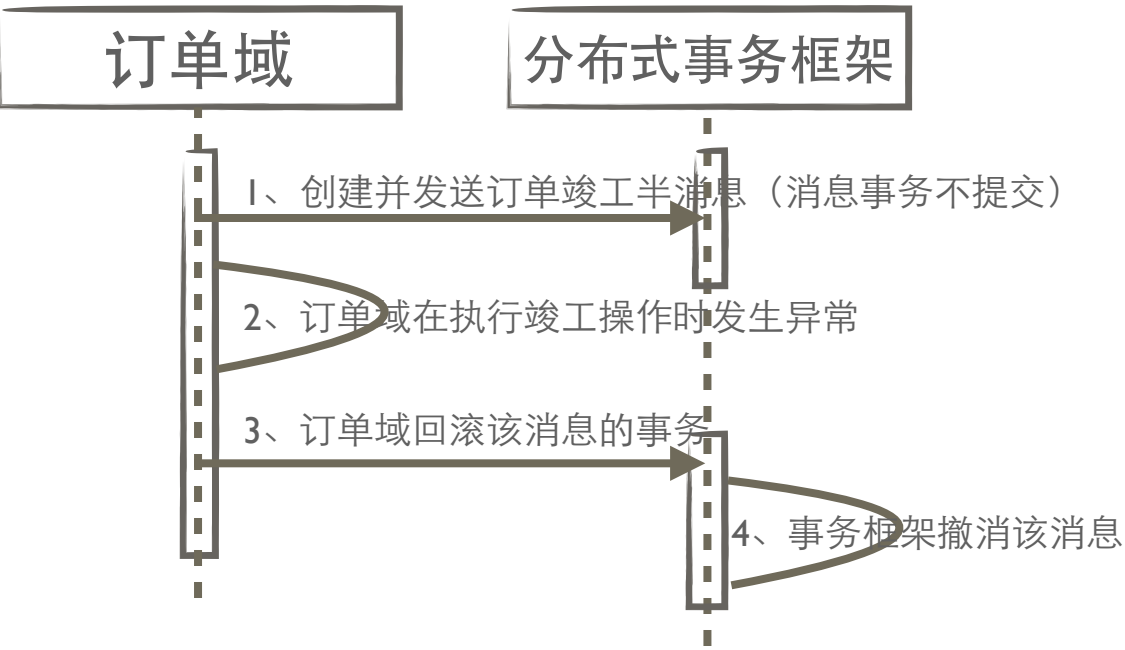 订单域
分布式事务框架
1、创建并发送订单竣工半消息（消息事务不提交）
2、订单域在执行竣工操作时发生异常
3、订单域回滚该消息的事务
4、事务框架撤消该消息